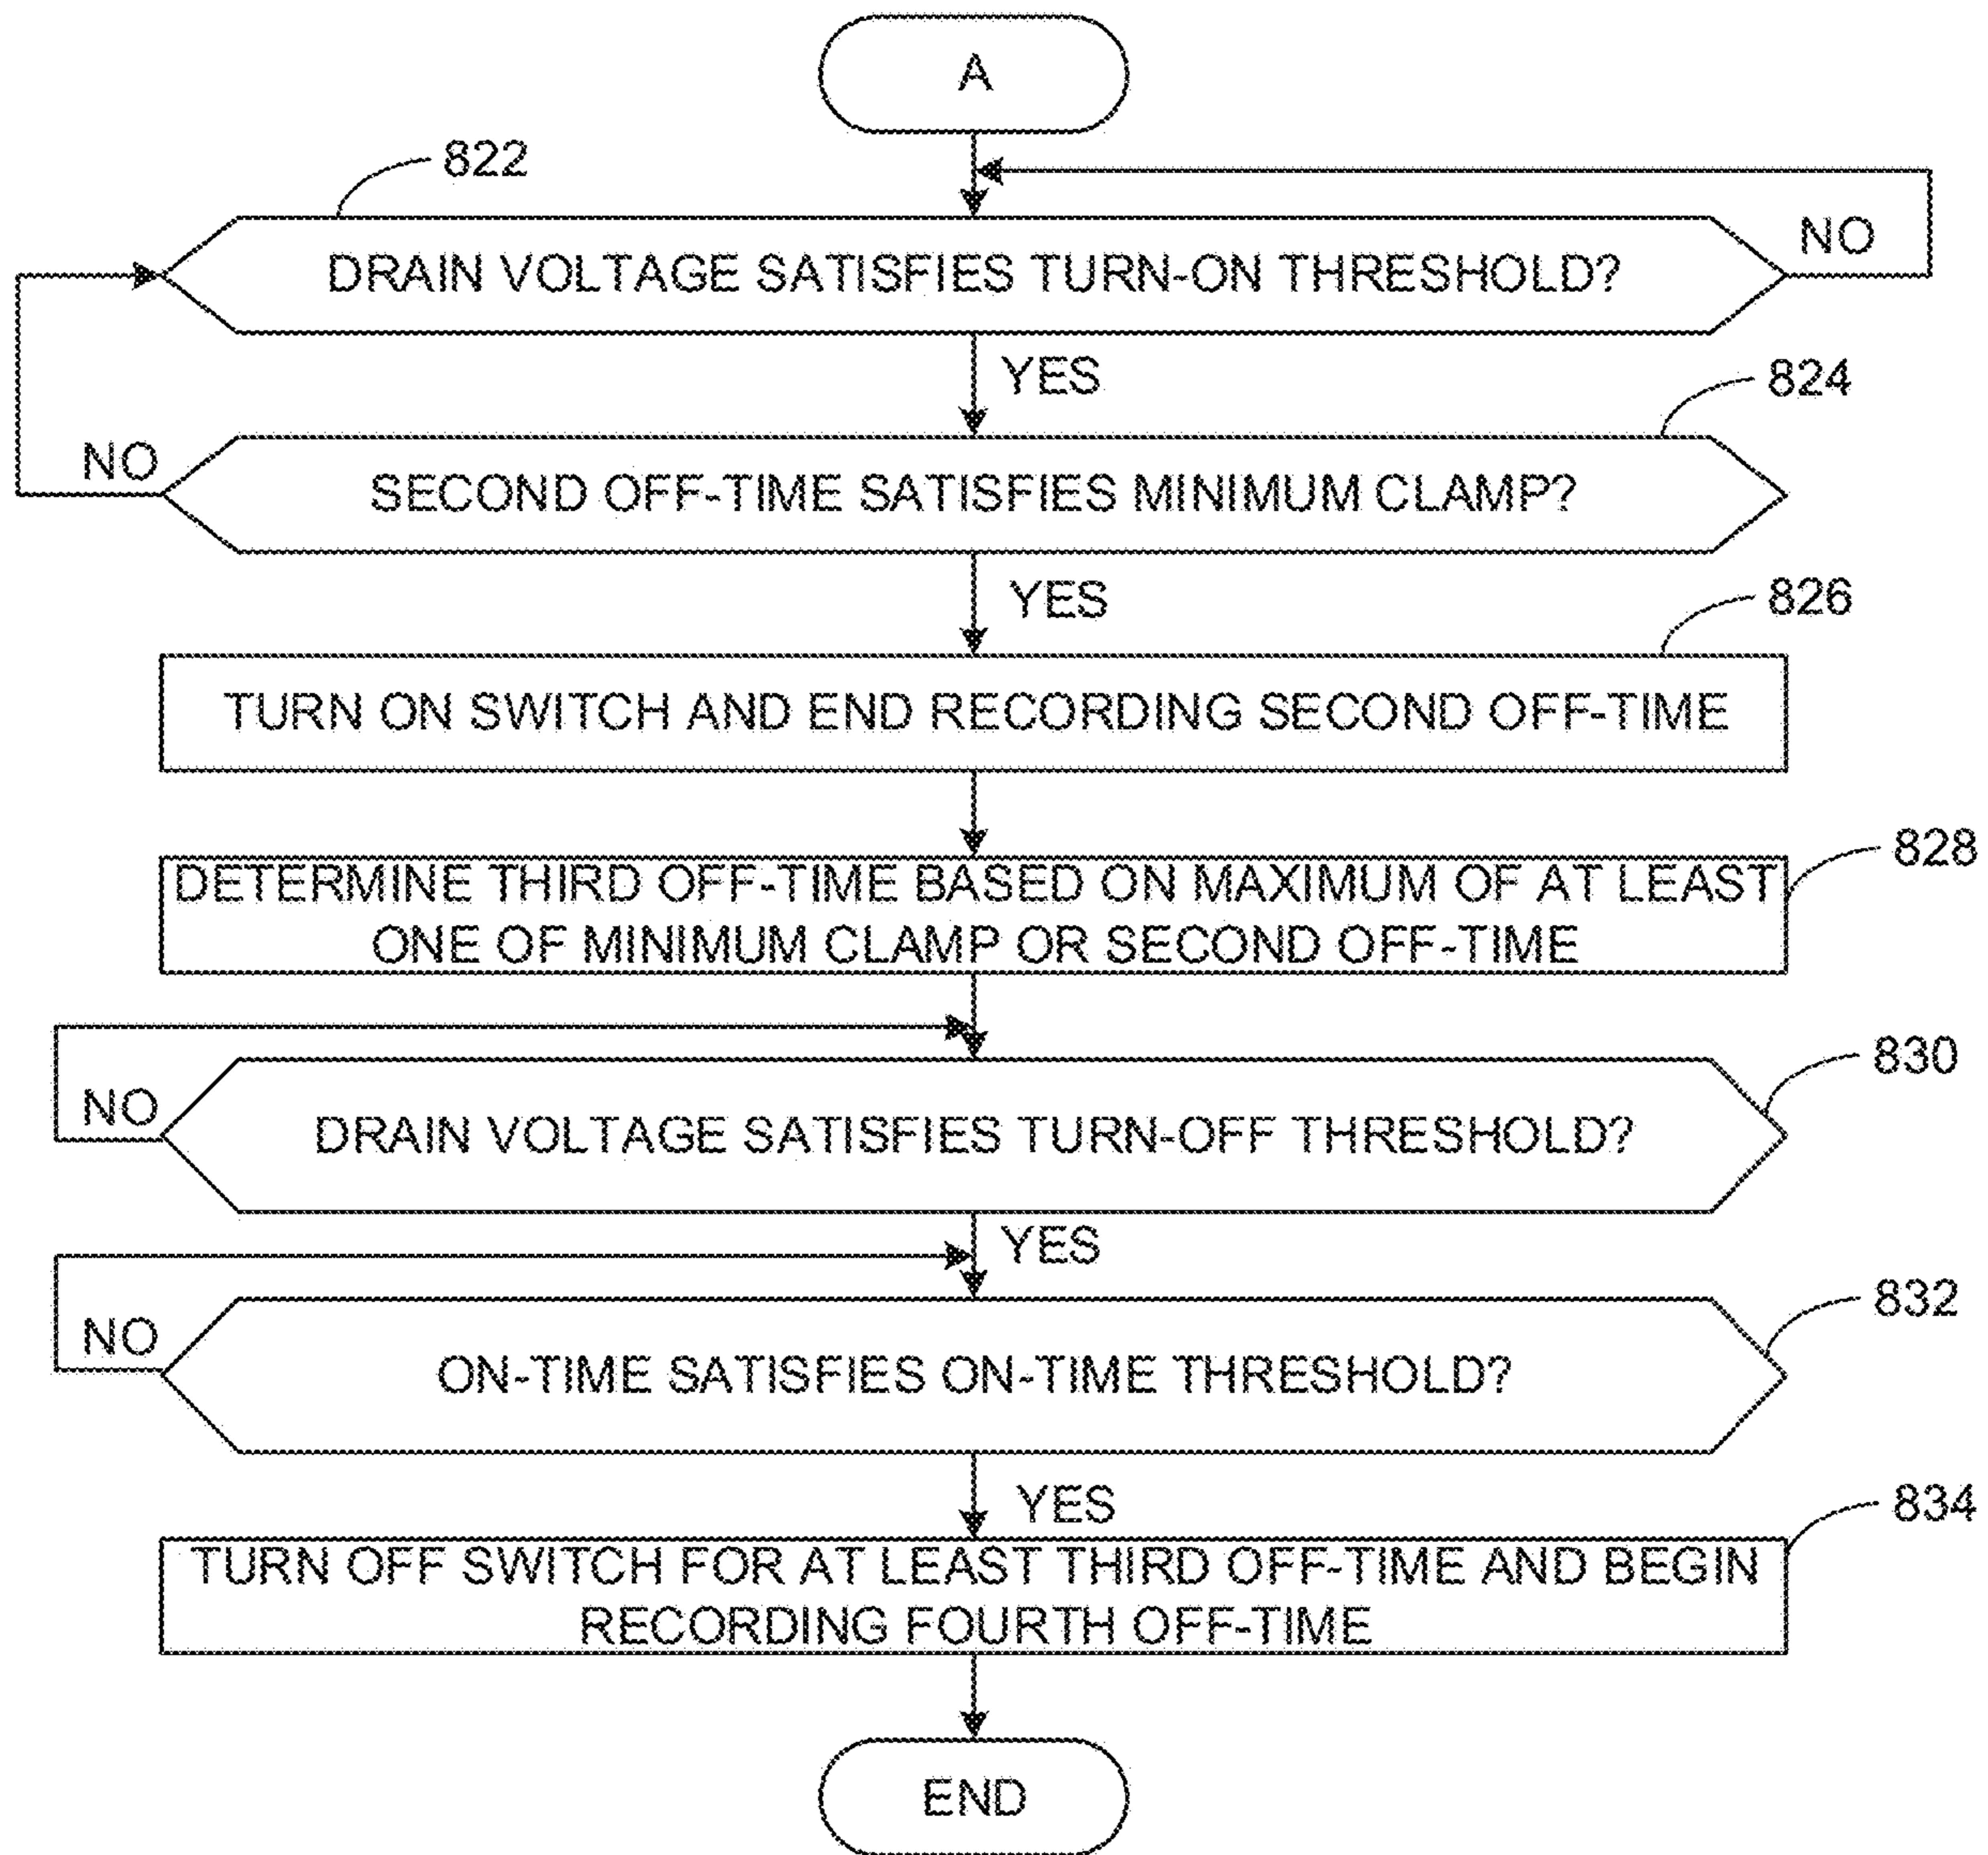 A
822
DRAIN VOLTAGE SATISFIES TURN-ON THRESHOLD?
NO
YES
824
NO
SECOND OFF-TIME SATISFIES MINIMUM CLAMP?
YES
826
TURN ON SWITCH AND END RECORDING SECOND OFF-TIME
828
DETERMINE THIRD OFF-TIME BASED ON MAXIMUM OF AT LEAST
ONE OF MINIMUM CLAMP OR SECOND OFF-TIME
830
NO
DRAIN VOLTAGE SATISFIES TURN-OFF THRESHOLD?
YES
832
NO
ON-TIME SATISFIES ON-TIME THRESHOLD?
YES
834
TURN OFF SWITCH FOR AT LEAST THIRD OFF-TIME AND BEGIN
RECORDING FOURTH OFF-TIME
END